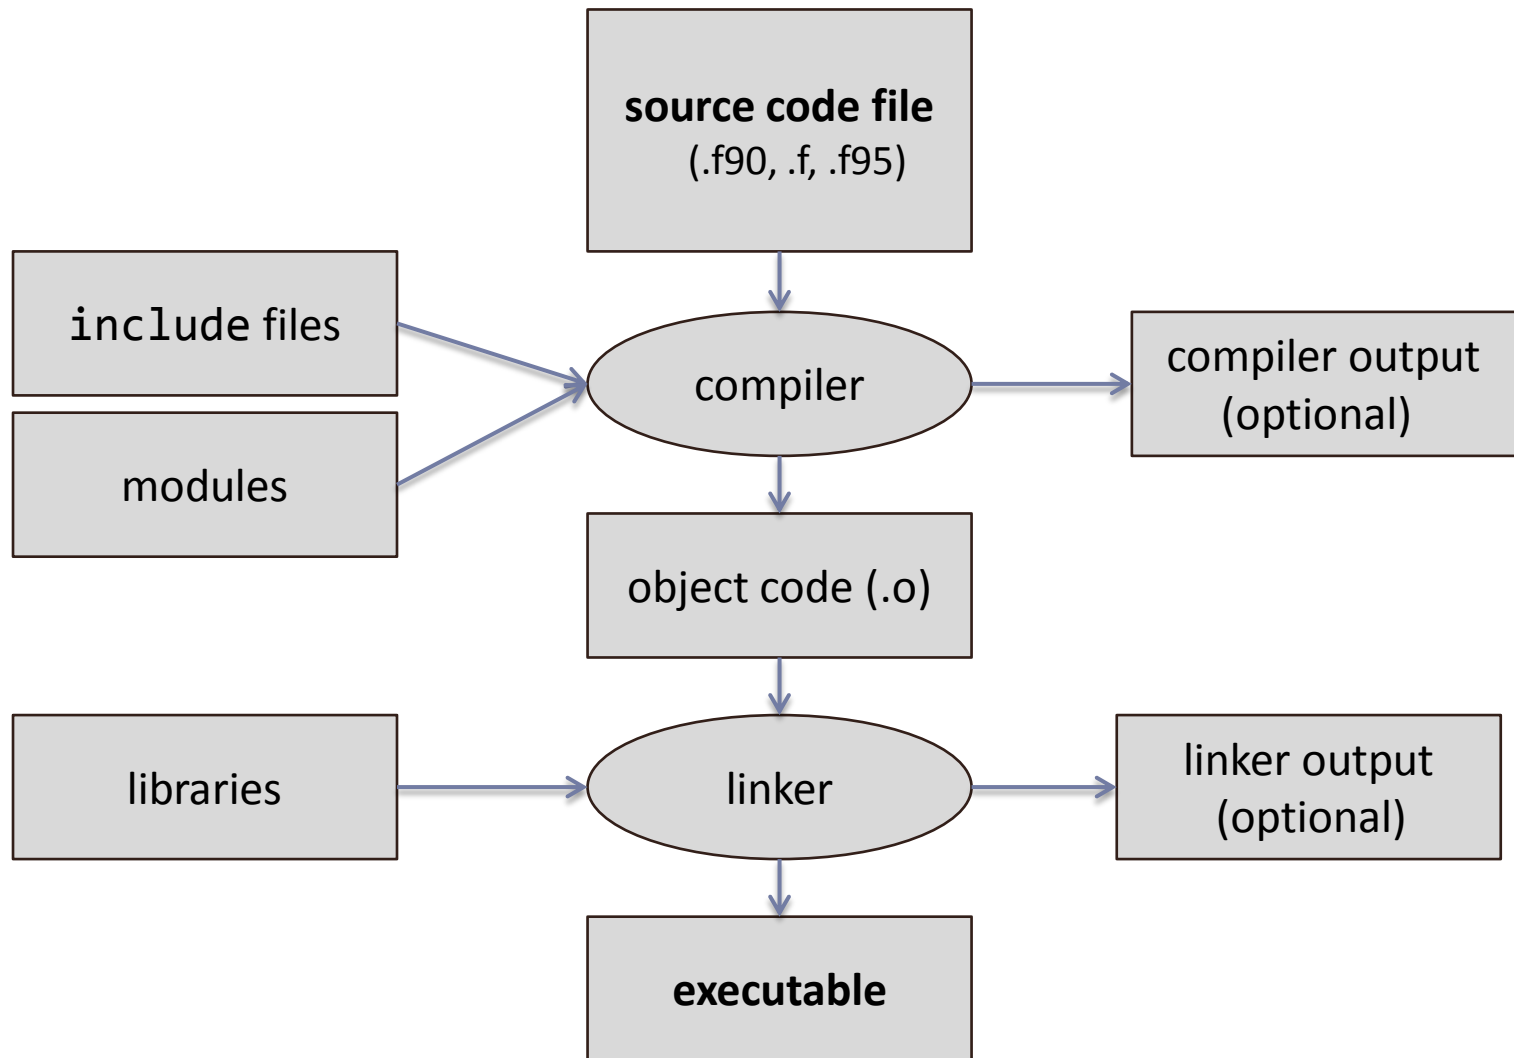 source code file
(.f90, .f, .f95)
include files
compiler
compiler output
(optional)
modules
object code (.o)
libraries
linker
linker output
(optional)
executable